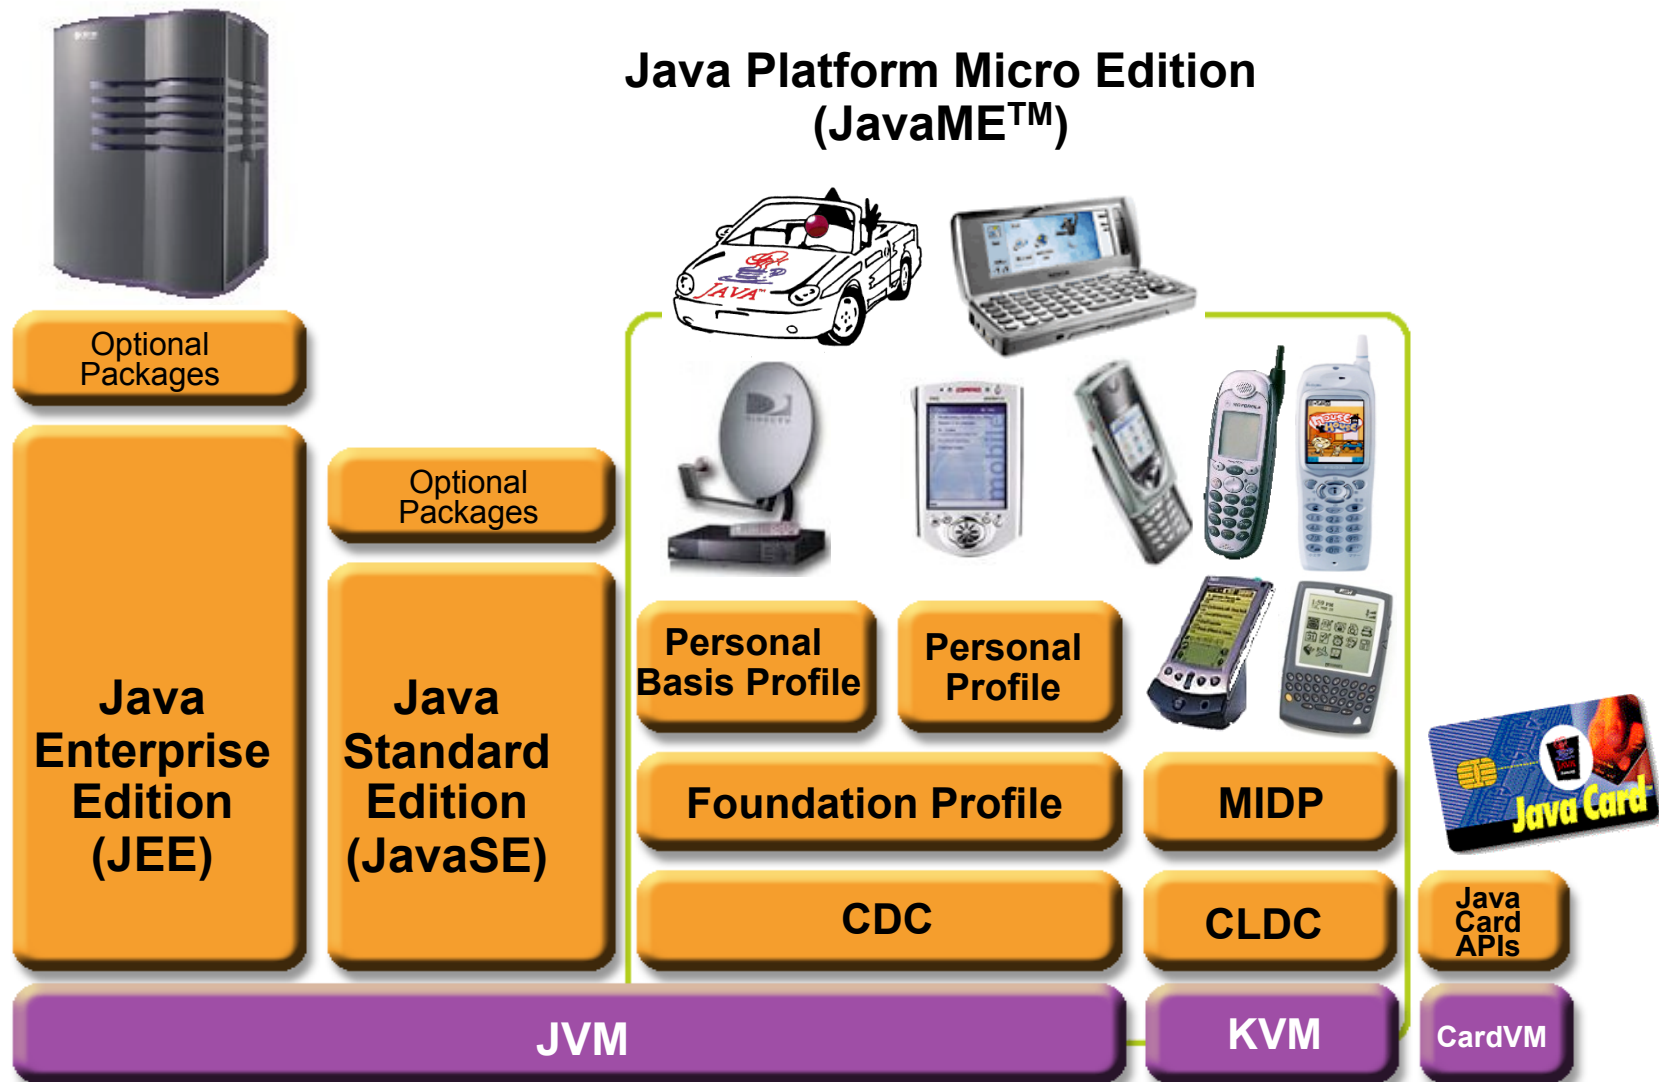 Java Platform Micro Edition
(JavaME™)
Optional
Packages
Java
Enterprise
Edition
(JEE)
Optional
Packages
Java
Standard
Edition
(JavaSE)
JAVA
Personal
Basis Profile
Personal
Profile
Foundation Profile
MIDP
CDC
CLDC
JAVA
Java Card
Java
Card
APIs
JVM
KVM
CardVM